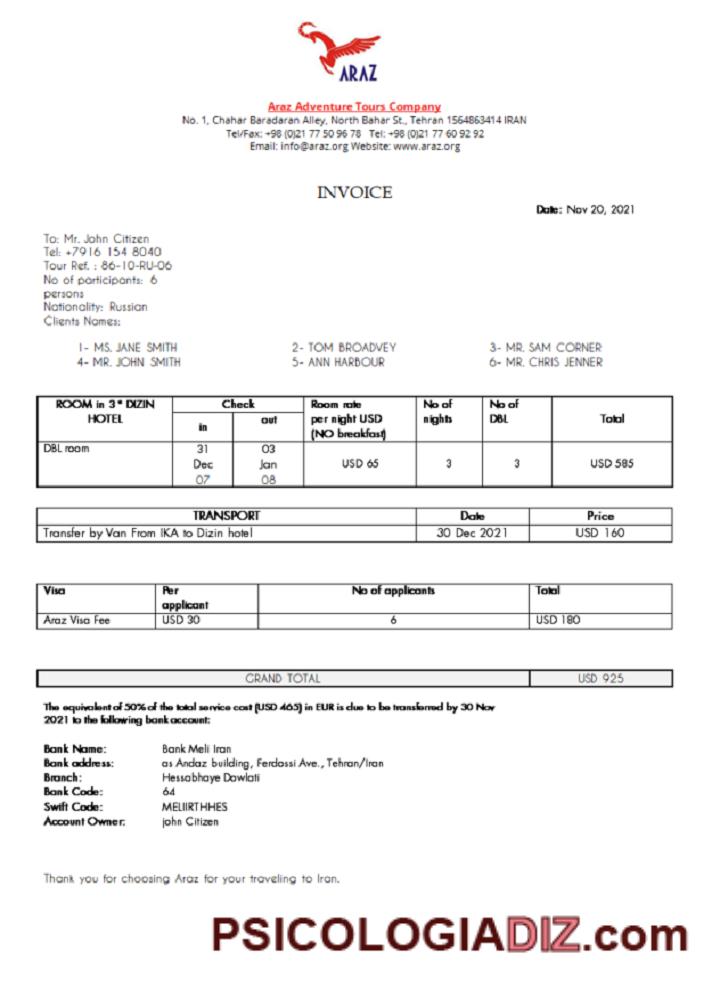 ARAZ
Araz Adventure Tours Company
No. 1, Chahar Baradaran Alley, North Bahar St., Tehran 1564863414 IRAN
Tel/Fax: +98 (0)21 77 50 96 78 Tel: +98 (0)21 77 60 92 92
Email: info@araz.org Website: www.araz.org
INVOICE
Date: Nov 20, 2021
To: Mr. John Citizen
Tel: +7916 154 8040
Tour Ref. : 86-10-RU-06
No of participants: 6
persons
Nationality: Russian
Clients Names:
1- MS. JANE SMITH 2- TOM BROADVEY 3- MR. SAM CORNER
4- MR. JOHN SMITH 5- ANN HARBOUR 6- MR. CHRIS JENNER
ROOM in 3* DIZIN HOTEL Check in out Room rate per night USD (NO breakfast) No of nights No of DBL Total
DBL room 31 Dec 07 03 Jan 08 USD 65 3 3 USD 585
TRANSPORT Date Price
Transfer by Van From IKA to Dizin hotel 30 Dec 2021 USD 160
Visa Per applicant No of applicants Total
Araz Visa Fee USD 30 6 USD 180
GRAND TOTAL USD 925
The equivalent of 50% of the total service cost (USD 465) in EUR is due to be transferred by 30 Nov
2021 to the following bank account:
Bank Name: Bank Meli Iran
Bank address: as Andaz building, Ferdossi Ave., Tehran/Iran
Branch: Hessabhaye Dowlati
Bank Code: 64
Swift Code: MELIIRTHHES
Account Owner: john Citizen
Thank you for choosing Araz for your traveling to Iran.
PSICOLOGIADIZ.com